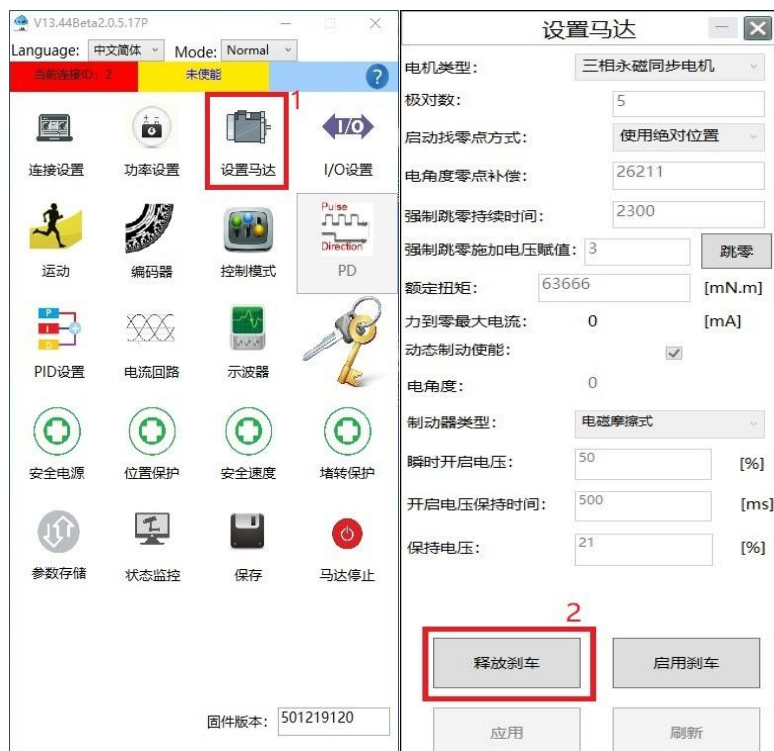 V13.44Beta2.0.5.17P
Language: 中文简体 Mode: Normal
当前连接ID: 2 未使能 ?
1
I/O
连接设置 功率设置 设置马达 I/O设置
Pulse
Direction
运动 编码器 控制模式 PD
P
I
D
PID设置 电流回路 示波器
安全电源 位置保护 安全速度 堵转保护
参数存储 状态监控 保存 马达停止
固件版本: 501219120
设置马达
电机类型: 三相永磁同步电机
极对数: 5
启动找零点方式: 使用绝对位置
电角度零点补偿: 26211
强制跳零持续时间: 2300
强制跳零施加电压赋值: 3 跳零
额定扭矩: 63666 [mN.m]
力到零最大电流: 0 [mA]
动态制动使能:
电角度: 0
制动器类型: 电磁摩擦式
瞬时开启电压: 50 [%]
开启电压保持时间: 500 [ms]
保持电压: 21 [%]
2
释放刹车 启用刹车
应用 刷新